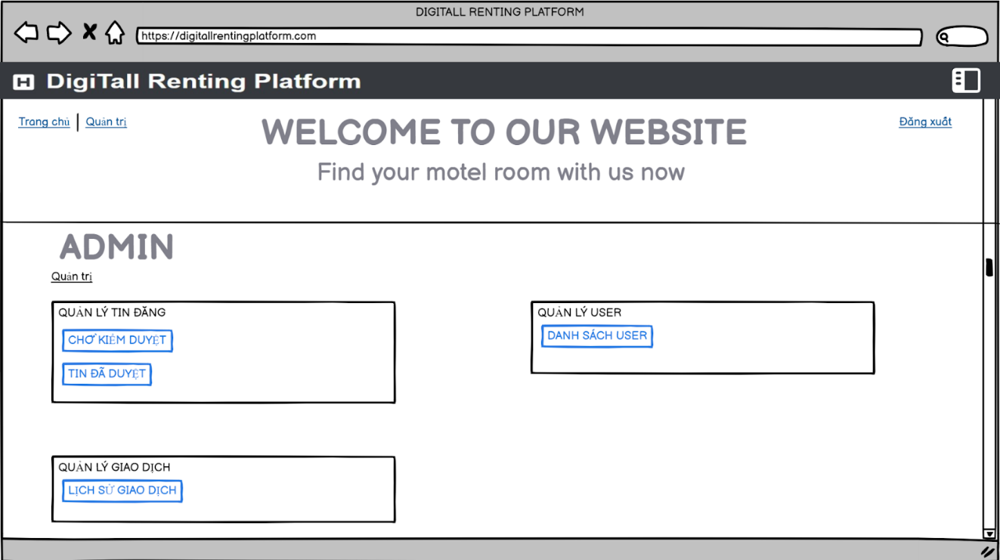 DIGITALL RENTING PLATFORM
https://digitallrentingplatform.com
H DigiTall Renting Platform
Trang chủ | Quản trị
Đăng xuất
WELCOME TO OUR WEBSITE
Find your motel room with us now
ADMIN
Quản trị
QUẢN LÝ TIN ĐĂNG
CHỜ KIỂM DUYỆT
TIN ĐÃ DUYỆT
QUẢN LÝ USER
DANH SÁCH USER
QUẢN LÝ GIAO DỊCH
LỊCH SỬ GIAO DỊCH